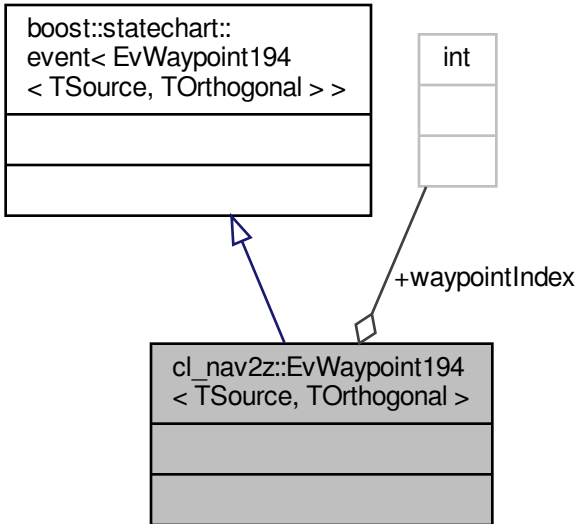 boost::statechart::
event< EvWaypoint194
< TSource, TOrthogonal > >
int
+waypointIndex
cl_nav2z::EvWaypoint194
< TSource, TOrthogonal >